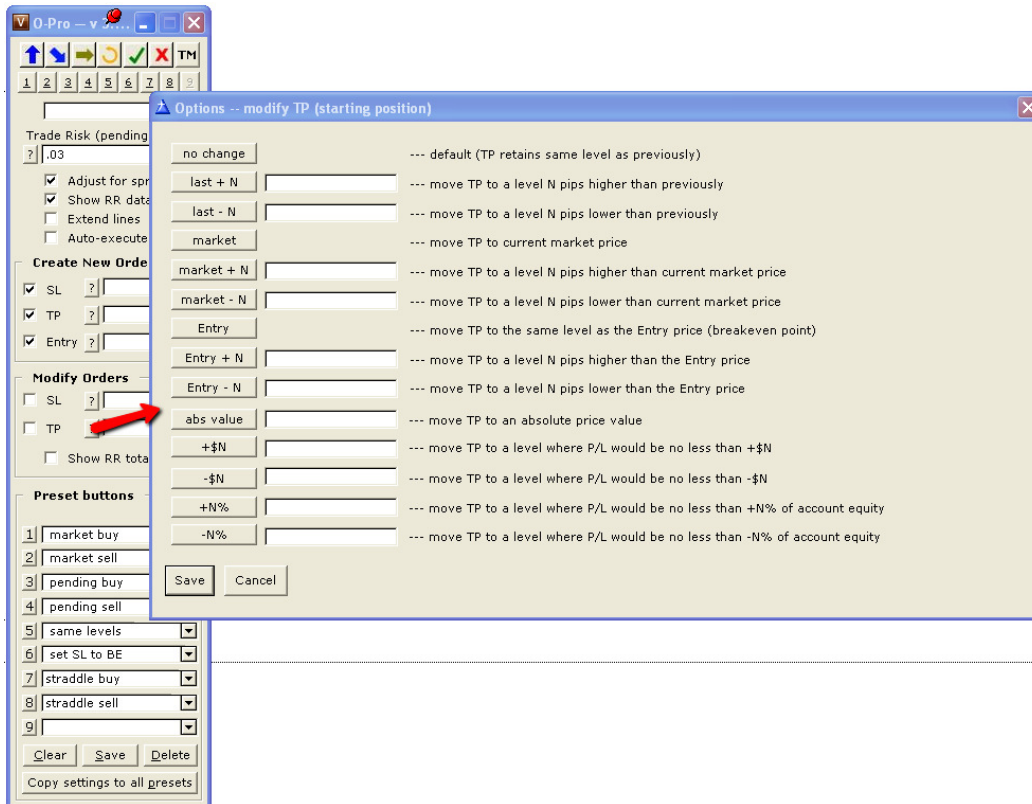 O-Pro — v
TM
1 2 3 4 5 6 7 8 9
Trade Risk (pending
? .03
Adjust for spr
Show RR data
Extend lines
Auto-execute
Create New Orde
SL ?
TP ?
Entry ?
Modify Orders
SL ?
TP
Show RR tota
Preset buttons
1 market buy
2 market sell
3 pending buy
4 pending sell
5 same levels
6 set SL to BE
7 straddle buy
8 straddle sell
9
Clear Save Delete
Copy settings to all presets
Options -- modify TP (starting position)
no change --- default (TP retains same level as previously)
last + N --- move TP to a level N pips higher than previously
last - N --- move TP to a level N pips lower than previously
market --- move TP to current market price
market + N --- move TP to a level N pips higher than current market price
market - N --- move TP to a level N pips lower than current market price
Entry --- move TP to the same level as the Entry price (breakeven point)
Entry + N --- move TP to a level N pips higher than the Entry price
Entry - N --- move TP to a level N pips lower than the Entry price
abs value --- move TP to an absolute price value
+$N --- move TP to a level where P/L would be no less than +$N
-$N --- move TP to a level where P/L would be no less than -$N
+N% --- move TP to a level where P/L would be no less than +N% of account equity
-N% --- move TP to a level where P/L would be no less than -N% of account equity
Save Cancel